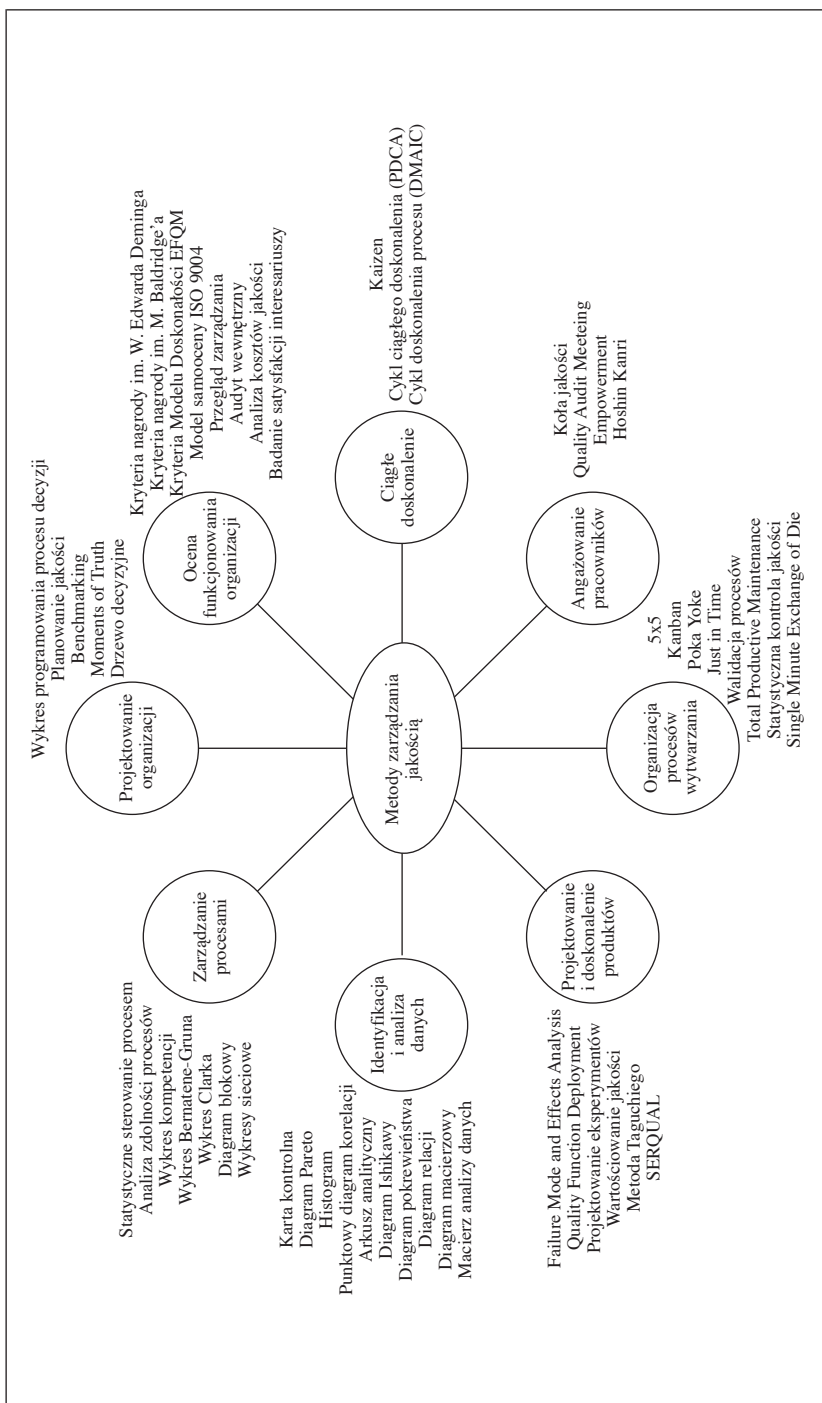 Wykres programowania procesu decyzji
Planowanie jakości
Benchmarking
Moments of Truth
Drzewo decyzyjne
Projektowanie
organizacji
Kryteria nagrody im. W. Edwarda Deminga
Kryteria nagrody im. M. Baldridge’a
Kryteria Modelu Doskonałości EFQM
Model samooceny ISO 9004
Przegląd zarządzania
Audyt wewnętrzny
Analiza kosztów jakości
Badanie satysfakcji interesariuszy
Ocena
funkcjonowania
organizacji
Kaizen
Cykl ciągłego doskonalenia (PDCA)
Cykl doskonalenia procesu (DMAIC)
Ciągłe
doskonalenie
Koła jakości
Quality Audit Meeteing
Empowerment
Hoshin Kanri
Angażowanie
pracowników
5x5
Kanban
Poka Yoke
Just in Time
Walidacja procesów
Total Productive Maintenance
Statystyczna kontrola jakości
Single Minute Exchange of Die
Organizacja
procesów
wytwarzania
Metody zarządzania
jakością
Projektowanie
i doskonalenie
produktów
Failure Mode and Effects Analysis
Quality Function Deployment
Projektowanie eksperymentów
Wartościowanie jakości
Metoda Taguchiego
SERQUAL
Identyfikacja
i analiza
danych
Karta kontrolna
Diagram Pareto
Histogram
Punktowy diagram korelacji
Arkusz analityczny
Diagram Ishikawy
Diagram pokrewieństwa
Diagram relacji
Diagram macierzowy
Macierz analizy danych
Zarządzanie
procesami
Statystyczne sterowanie procesem
Analiza zdolności procesów
Wykres kompetencji
Wykres Bernatene-Gruna
Wykres Clarka
Diagram blokowy
Wykresy sieciowe